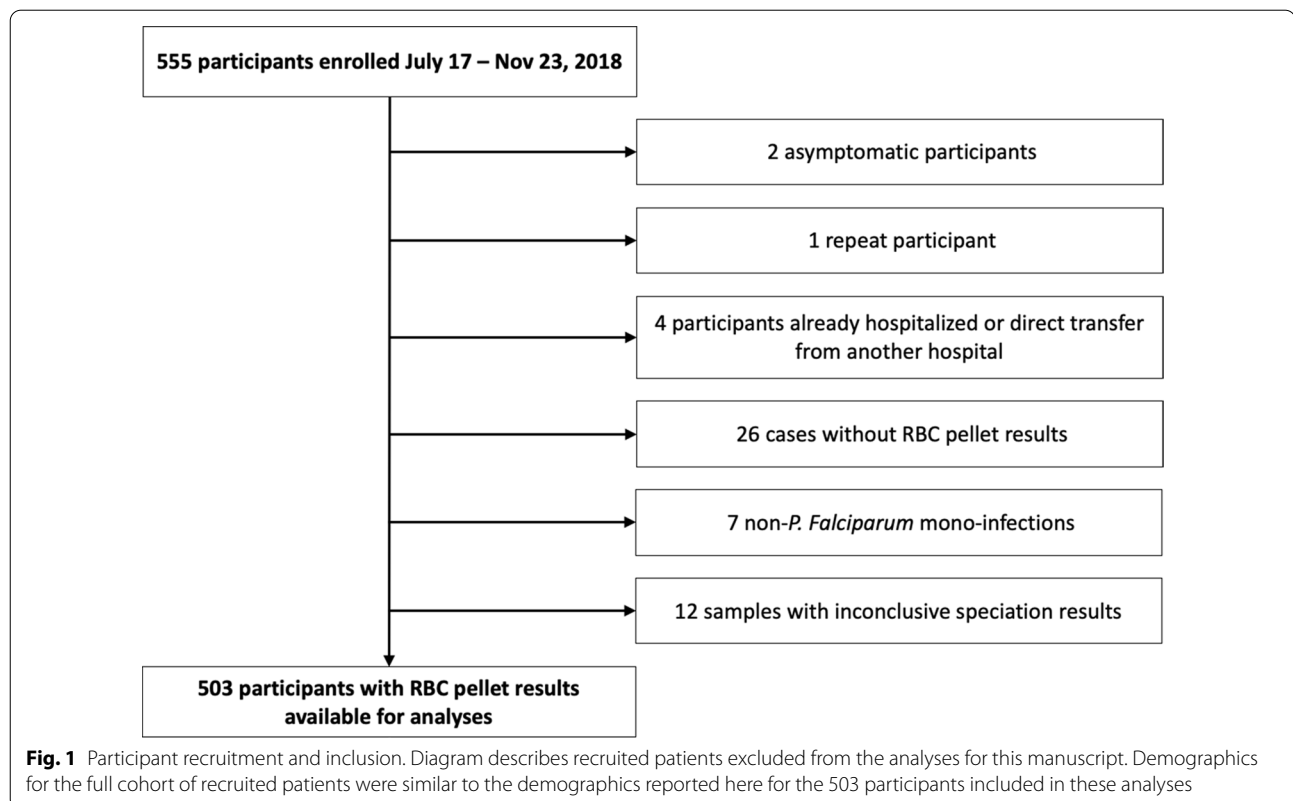 555 participants enrolled July 17 – Nov 23, 2018
2 asymptomatic participants
1 repeat participant
4 participants already hospitalized or direct transfer
from another hospital
26 cases without RBC pellet results
7 non-P. Falciparum mono-infections
12 samples with inconclusive speciation results
503 participants with RBC pellet results
available for analyses
Fig. 1 Participant recruitment and inclusion. Diagram describes recruited patients excluded from the analyses for this manuscript. Demographics
for the full cohort of recruited patients were similar to the demographics reported here for the 503 participants included in these analyses